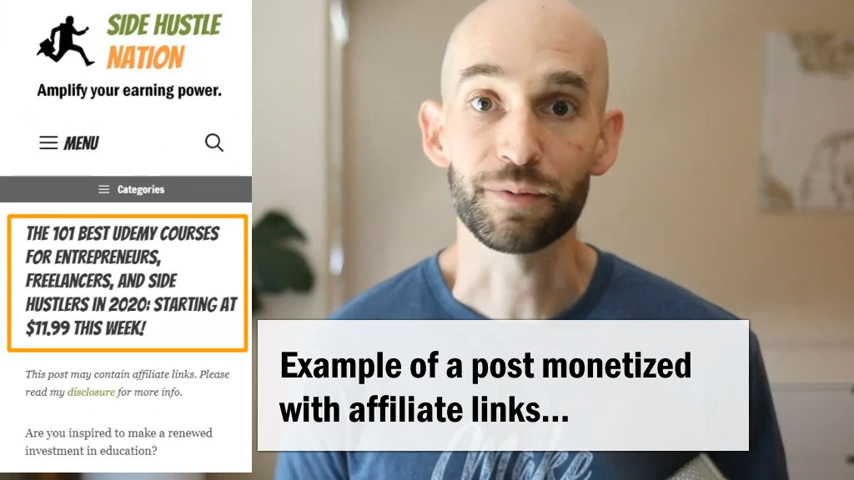 SIDE HUSTLE
NATION
Amplify your earning power.
MENU
Categories
THE 101 BEST UDEMY COURSES
FOR ENTREPRENEURS,
FREELANCERS, AND SIDE
HUSTLERS IN 2020: STARTING AT
$11.99 THIS WEEK!
This post may contain affiliate links. Please
read my disclosure for more info.
Are you inspired to make a renewed
investment in education?
Example of a post monetized
with affiliate links...
Make